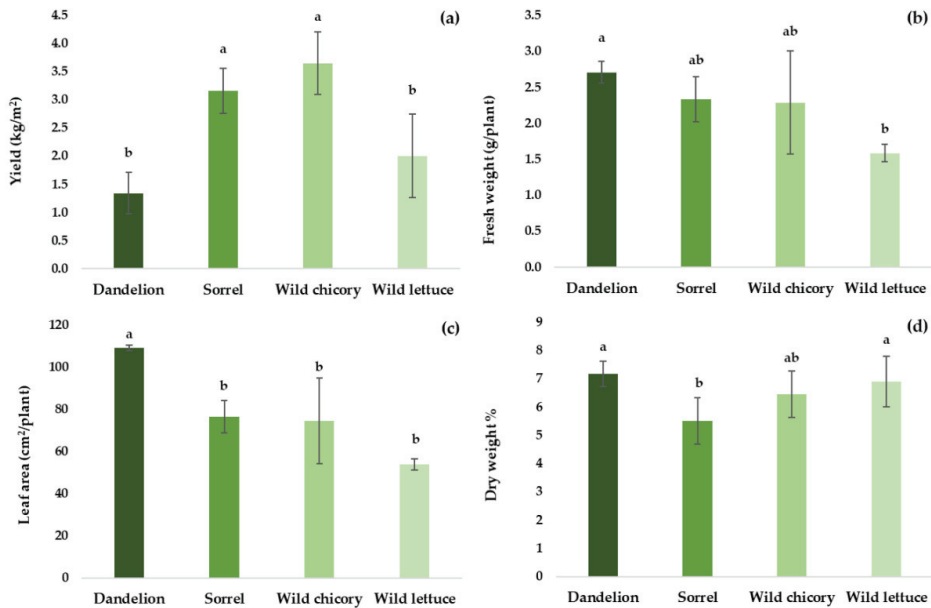 (a)
Yield (kg/m²)
4.5
4.0
3.5
3.0
2.5
2.0
1.5
1.0
0.5
0.0
b
a
a
b
Dandelion Sorrel Wild chicory Wild lettuce
(b)
Fresh weight (g/plant)
3.5
3.0
2.5
2.0
1.5
1.0
0.5
0.0
a
ab
ab
b
Dandelion Sorrel Wild chicory Wild lettuce
(c)
Leaf area (cm²/plant)
120
100
80
60
40
20
0
a
b
b
b
Dandelion Sorrel Wild chicory Wild lettuce
(d)
Dry weight %
9
8
7
6
5
4
3
2
1
0
a
b
ab
a
Dandelion Sorrel Wild chicory Wild lettuce